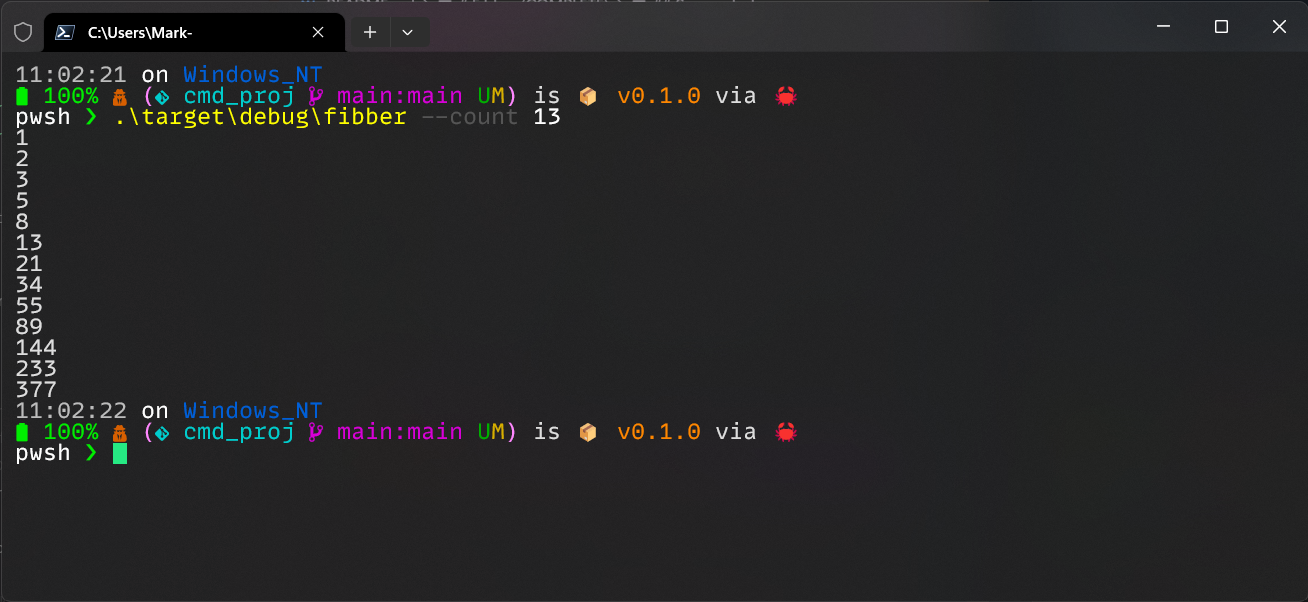 C:\Users\Mark-
11:02:21 on Windows_NT
100% ( cmd_proj main:main UM) is v0.1.0 via
pwsh ❯ .\target\debug\fibber --count 13
1
2
3
5
8
13
21
34
55
89
144
233
377
11:02:22 on Windows_NT
100% ( cmd_proj main:main UM) is v0.1.0 via
pwsh ❯